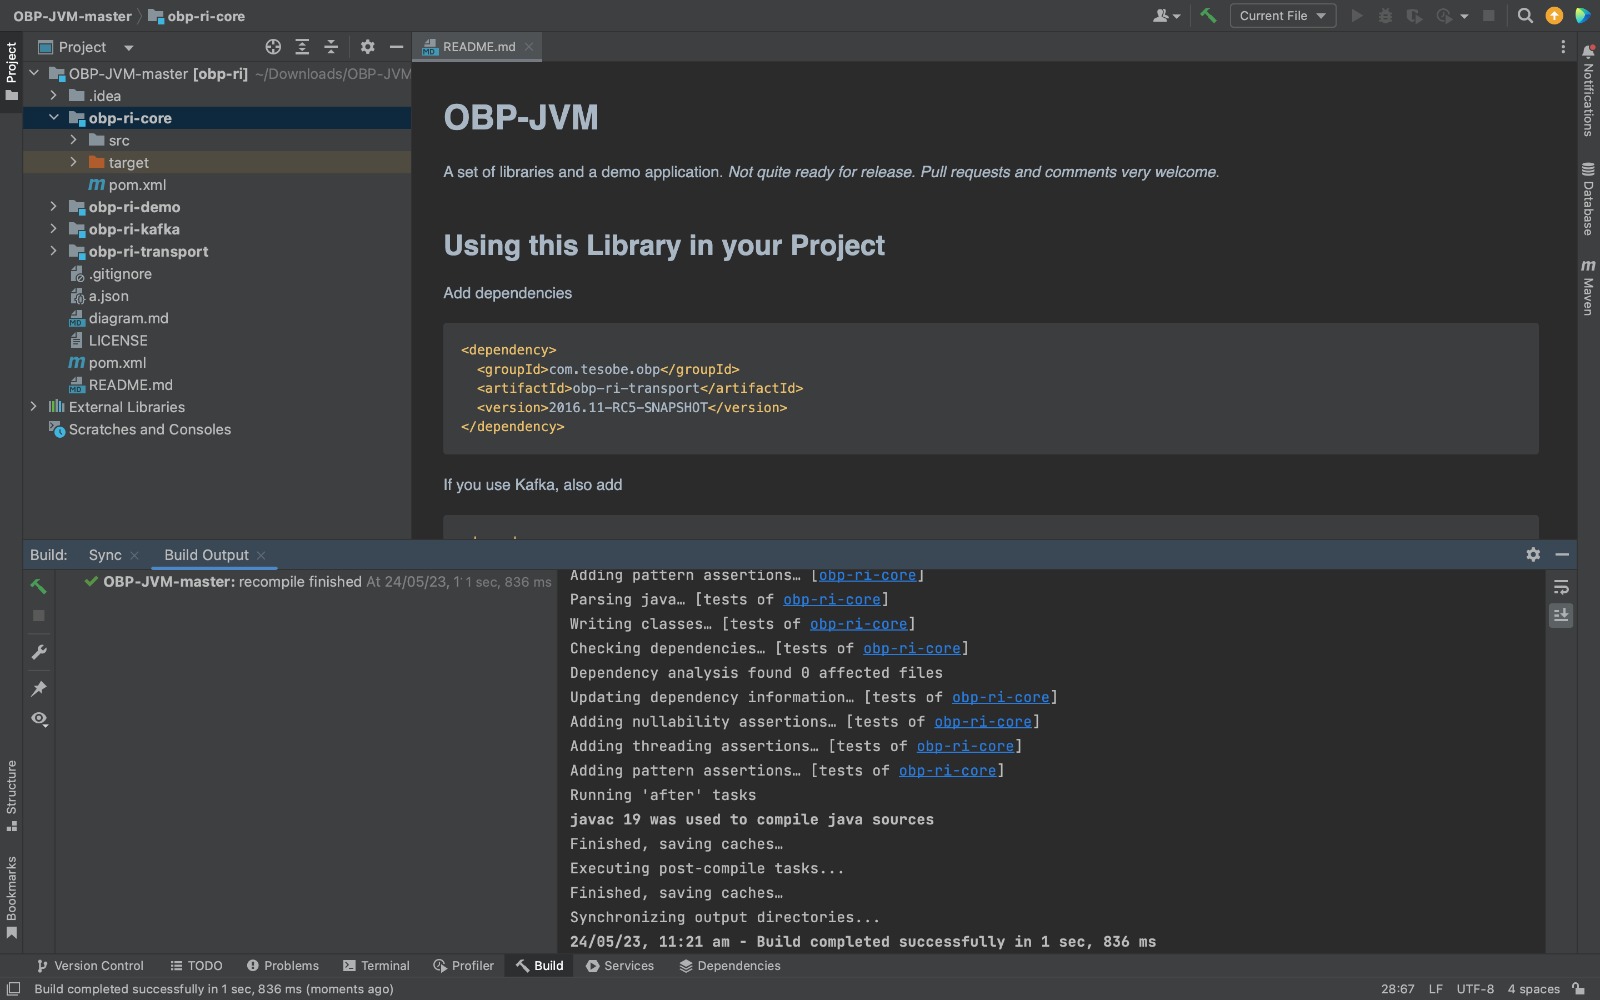 OBP-JVM-master
obp-ri-core
Current File
Project
README.md
Project
OBP-JVM-master [obp-ri] ~/Downloads/OBP-JVM
.idea
obp-ri-core
src
target
pom.xml
obp-ri-demo
obp-ri-kafka
obp-ri-transport
.gitignore
a.json
diagram.md
LICENSE
pom.xml
README.md
External Libraries
Scratches and Consoles
OBP-JVM
A set of libraries and a demo application. Not quite ready for release. Pull requests and comments very welcome.
Using this Library in your Project
Add dependencies
<dependency>
<groupId>com.tesobe.obp</groupId>
<artifactId>obp-ri-transport</artifactId>
<version>2016.11-RC5-SNAPSHOT</version>
</dependency>
If you use Kafka, also add
Notifications
Database
Maven
Build: Sync Build Output
OBP-JVM-master: recompile finished At 24/05/23, 1 1 sec, 836 ms
Adding pattern assertions… [obp-ri-core]
Parsing java… [tests of obp-ri-core]
Writing classes… [tests of obp-ri-core]
Checking dependencies… [tests of obp-ri-core]
Dependency analysis found 0 affected files
Updating dependency information… [tests of obp-ri-core]
Adding nullability assertions… [tests of obp-ri-core]
Adding threading assertions… [tests of obp-ri-core]
Adding pattern assertions… [tests of obp-ri-core]
Running 'after' tasks
javac 19 was used to compile java sources
Finished, saving caches…
Executing post-compile tasks...
Finished, saving caches…
Synchronizing output directories...
24/05/23, 11:21 am - Build completed successfully in 1 sec, 836 ms
Structure
Bookmarks
Version Control TODO Problems Terminal Profiler Build Services Dependencies
Build completed successfully in 1 sec, 836 ms (moments ago)
28:67 LF UTF-8 4 spaces